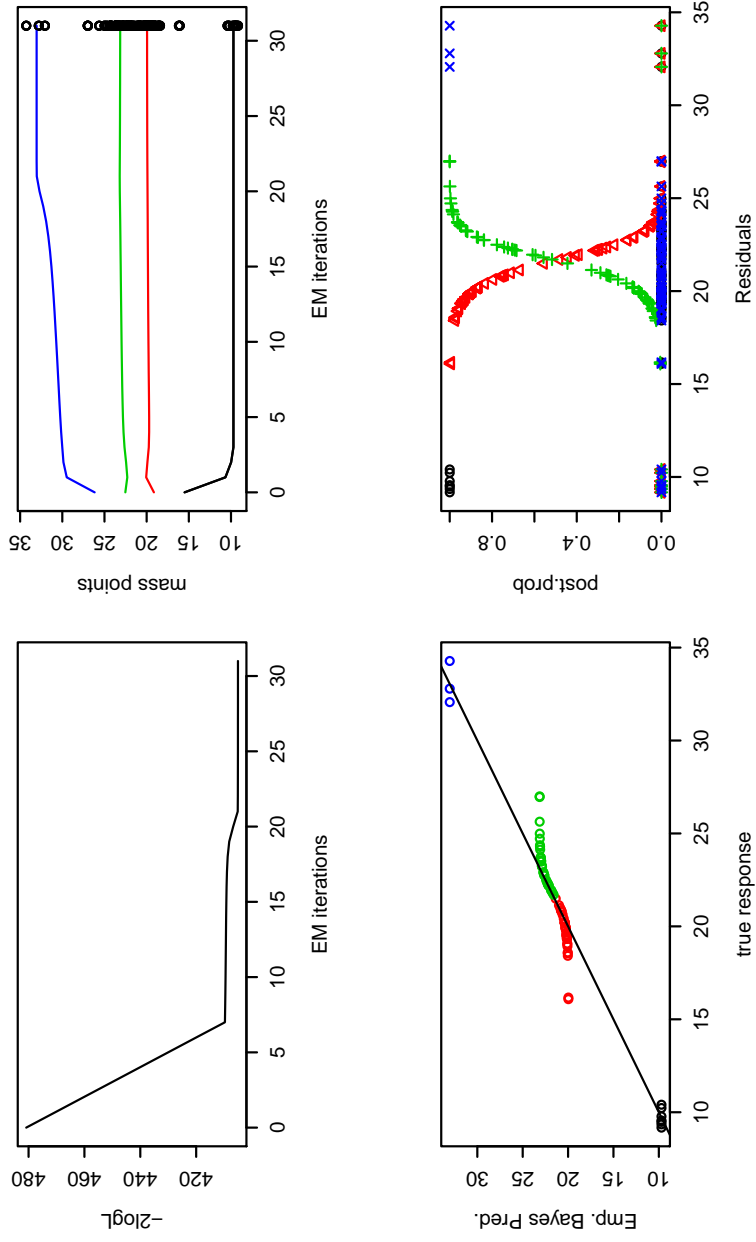 −2logL
480
460
440
420
0 5 10 15 20 25 30
EM iterations
mass points
35
30
25
20
15
10
0 5 10 15 20 25 30
EM iterations
Emp. Bayes Pred.
30
25
20
15
10
10 15 20 25 30 35
true response
post.prob
0.8
0.4
0.0
10 15 20 25 30 35
Residuals